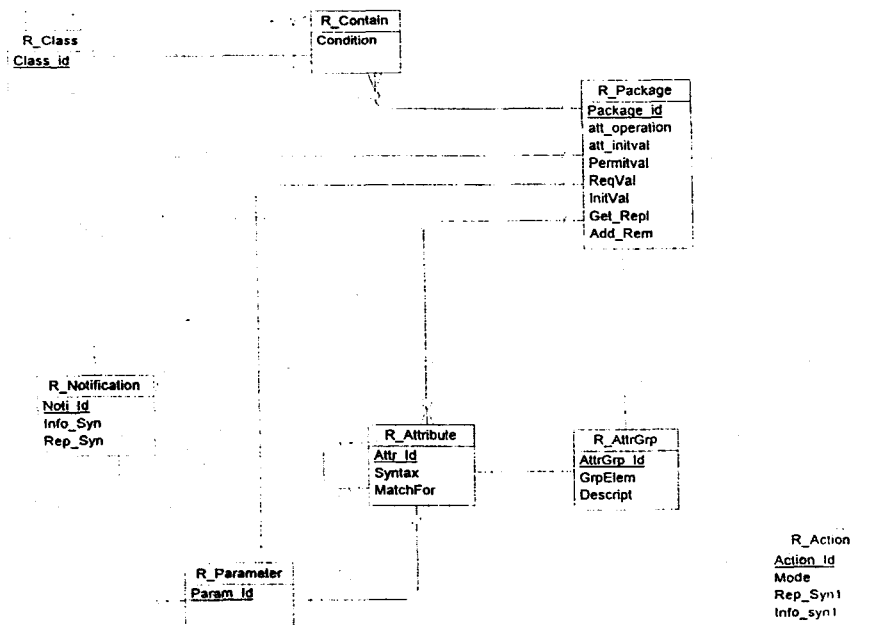 R_Contain
Condition
R_Class
Class_id
R_Package
Package_id
att_operation
att_initval
Permitval
ReqVal
InitVal
Get_Repl
Add_Rem
R_Notification
Noti_Id
Info_Syn
Rep_Syn
R_Attribute
Attr_Id
Syntax
MatchFor
R_AttrGrp
AttrGrp_Id
GrpElem
Descript
R_Action
Action_Id
Mode
Rep_Syn1
Info_syn1
R_Parameter
Param_Id